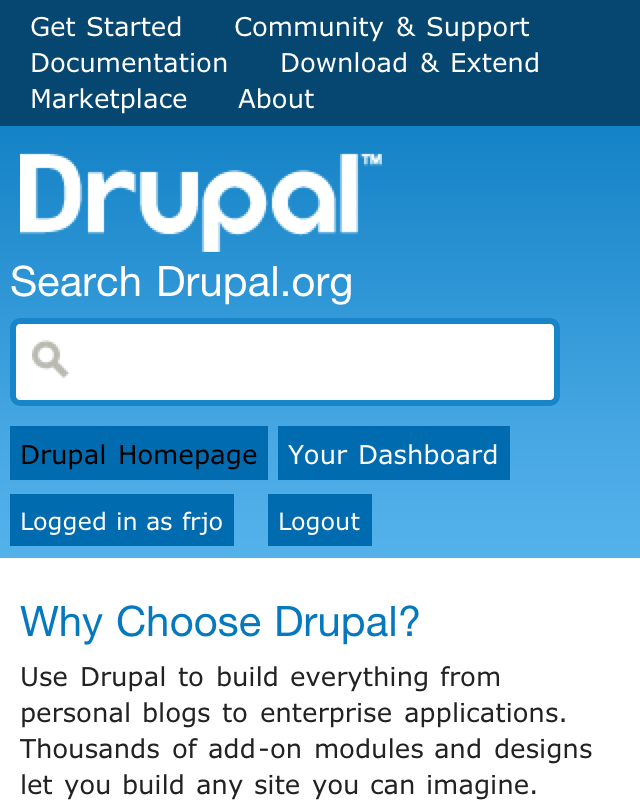 Get Started Community & Support
Documentation Download & Extend
Marketplace About
Drupal™
Search Drupal.org
Drupal Homepage Your Dashboard
Logged in as frjo Logout
Why Choose Drupal?
Use Drupal to build everything from
personal blogs to enterprise applications.
Thousands of add-on modules and designs
let you build any site you can imagine.